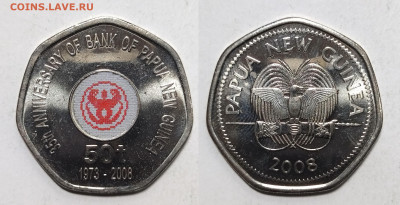 COINS.LAVE.RU
35th ANNIVERSARY OF BANK OF PAPUA NEW GUINEA
50t
1973 - 2008
PAPUA NEW GUINEA
2008